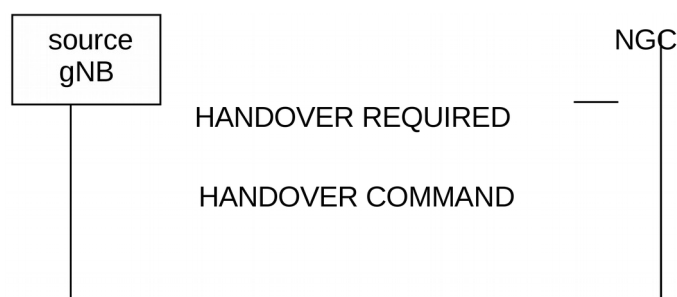 source
gNB
NGC
HANDOVER REQUIRED
HANDOVER COMMAND